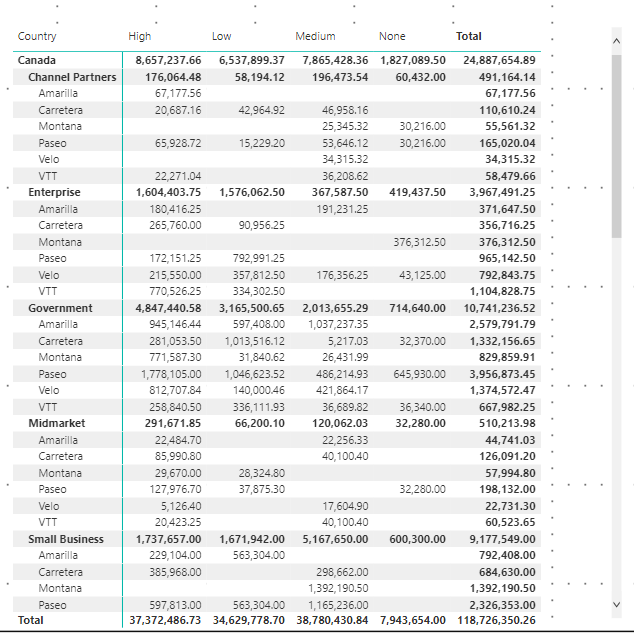 Country High Low Medium None Total
Canada 8,657,237.66 6,537,899.37 7,865,428.36 1,827,089.50 24,887,654.89
Channel Partners 176,064.48 58,194.12 196,473.54 60,432.00 491,164.14
Amarilla 67,177.56 67,177.56
Carretera 20,687.16 42,964.92 46,958.16 110,610.24
Montana 25,345.32 30,216.00 55,561.32
Paseo 65,928.72 15,229.20 53,646.12 30,216.00 165,020.04
Velo 34,315.32 34,315.32
VTT 22,271.04 36,208.62 58,479.66
Enterprise 1,604,403.75 1,576,062.50 367,587.50 419,437.50 3,967,491.25
Amarilla 180,416.25 191,231.25 371,647.50
Carretera 265,760.00 90,956.25 356,716.25
Montana 376,312.50 376,312.50
Paseo 172,151.25 792,991.25 965,142.50
Velo 215,550.00 357,812.50 176,356.25 43,125.00 792,843.75
VTT 770,526.25 334,302.50 1,104,828.75
Government 4,847,440.58 3,165,500.65 2,013,655.29 714,640.00 10,741,236.52
Amarilla 945,146.44 597,408.00 1,037,237.35 2,579,791.79
Carretera 281,053.50 1,013,516.12 5,217.03 32,370.00 1,332,156.65
Montana 771,587.30 31,840.62 26,431.99 829,859.91
Paseo 1,778,105.00 1,046,623.52 486,214.93 645,930.00 3,956,873.45
Velo 812,707.84 140,000.46 421,864.17 1,374,572.47
VTT 258,840.50 336,111.93 36,689.82 36,340.00 667,982.25
Midmarket 291,671.85 66,200.10 120,062.03 32,280.00 510,213.98
Amarilla 22,484.70 22,256.33 44,741.03
Carretera 85,990.80 40,100.40 126,091.20
Montana 29,670.00 28,324.80 57,994.80
Paseo 127,976.70 37,875.30 32,280.00 198,132.00
Velo 5,126.40 17,604.90 22,731.30
VTT 20,423.25 40,100.40 60,523.65
Small Business 1,737,657.00 1,671,942.00 5,167,650.00 600,300.00 9,177,549.00
Amarilla 229,104.00 563,304.00 792,408.00
Carretera 385,968.00 298,662.00 684,630.00
Montana 1,392,190.50 1,392,190.50
Paseo 597,813.00 563,304.00 1,165,236.00 2,326,353.00
Total 37,372,486.73 34,629,778.70 38,780,430.84 7,943,654.00 118,726,350.26